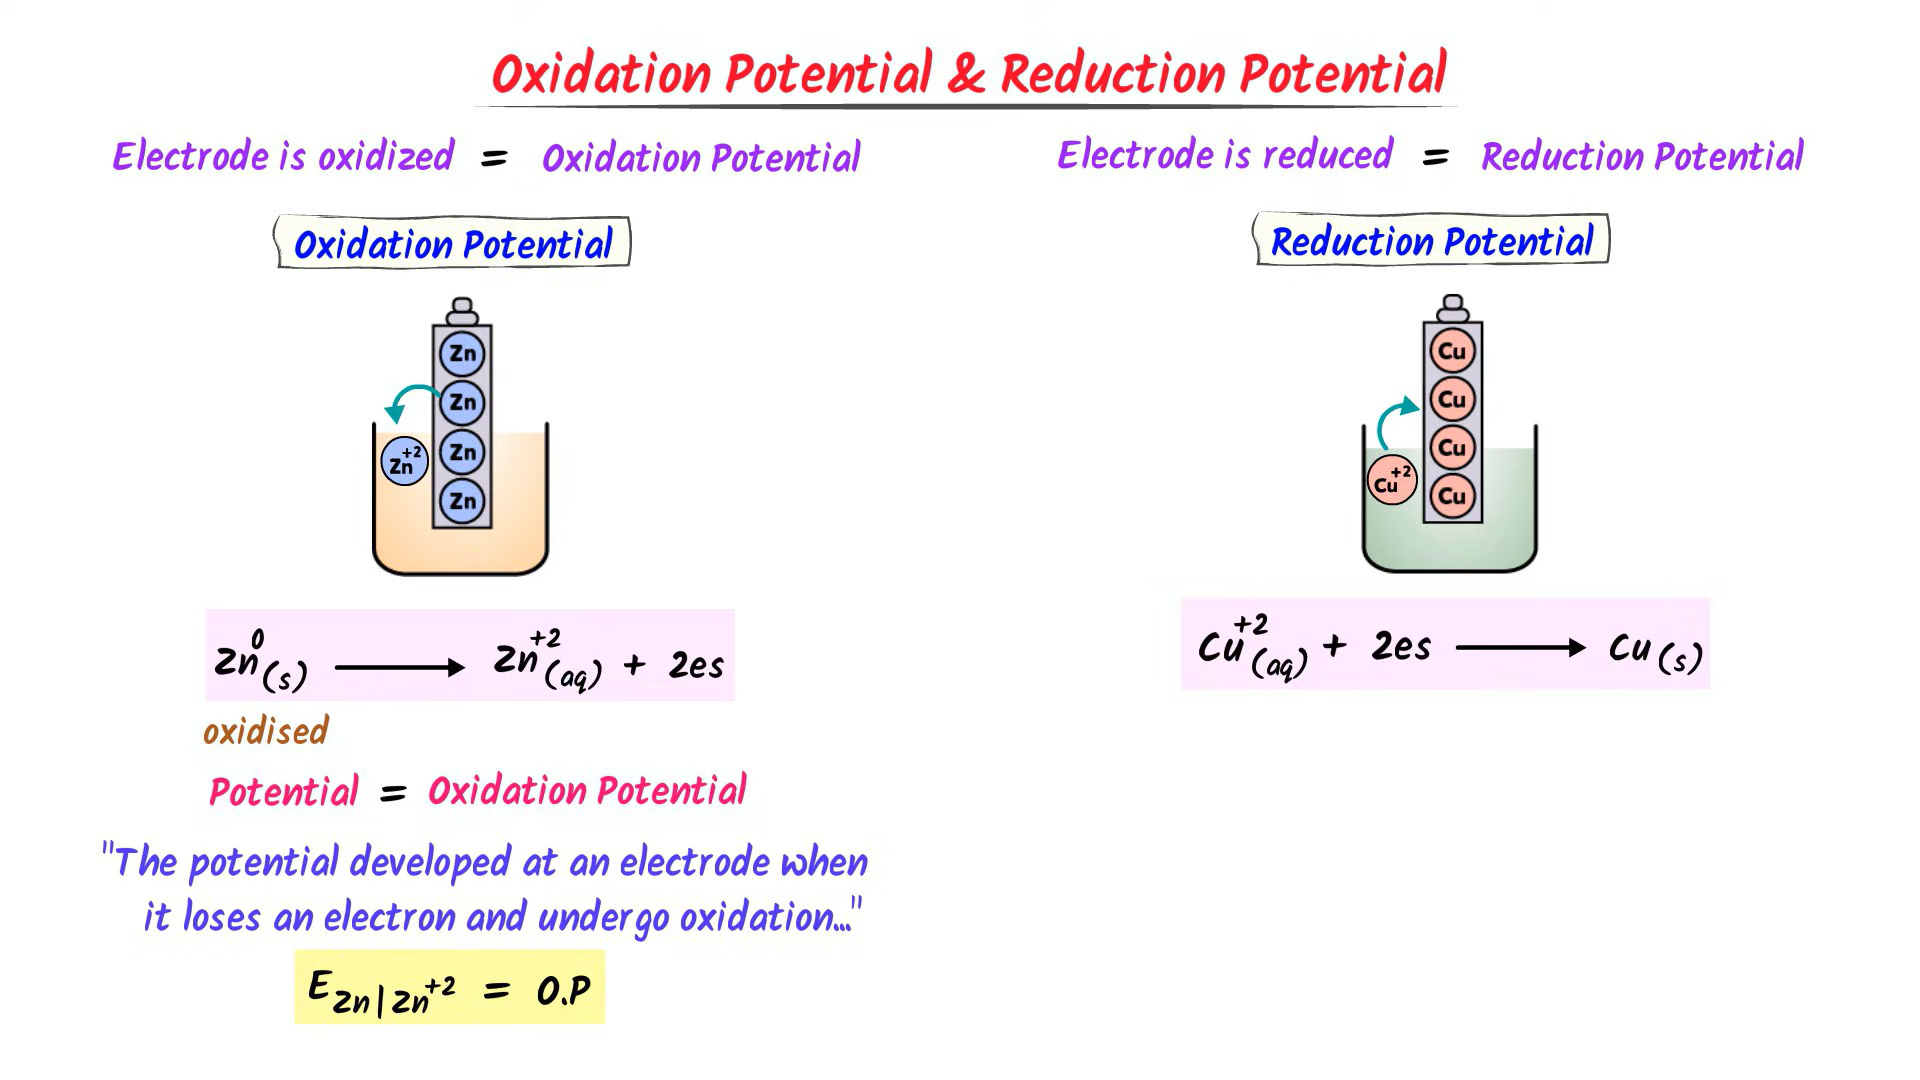 Oxidation Potential & Reduction Potential
Electrode is oxidized = Oxidation Potential
Oxidation Potential
Zn
Zn
Zn
Zn
Zn+2
Zn0(s) ⟶ Zn+2(aq) + 2es
oxidised
Potential = Oxidation Potential
"The potential developed at an electrode when
it loses an electron and undergo oxidation..."
E Zn|Zn+2 = O.P
Electrode is reduced = Reduction Potential
Reduction Potential
Cu
Cu
Cu
Cu
Cu+2
Cu+2(aq) + 2es ⟶ Cu(s)